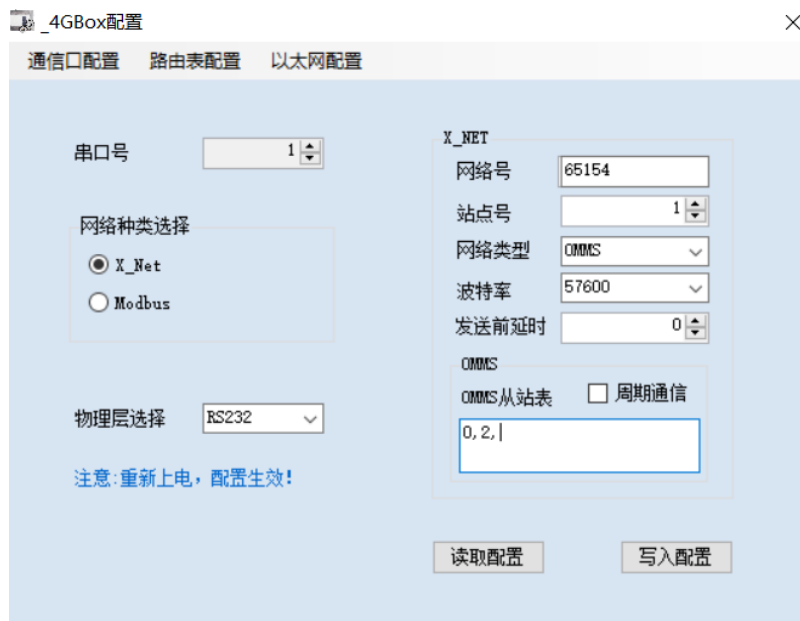 _4GBox配置
通信口配置 路由表配置 以太网配置
串口号 1
网络种类选择
X_Net
Modbus
物理层选择 RS232
注意:重新上电，配置生效!
X_NET
网络号 65154
站点号 1
网络类型 OMMS
波特率 57600
发送前延时 0
OMMS
OMMS从站表 周期通信
0,2,
读取配置 写入配置